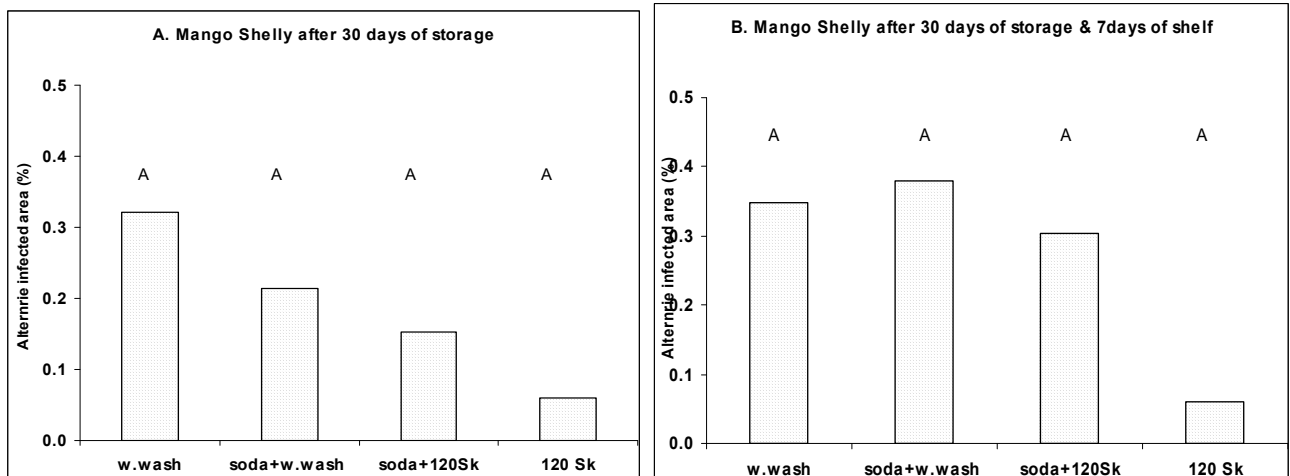 A. Mango Shelly after 30 days of storage
Alternrie infected area (%)
0.5
0.4
0.3
0.2
0.1
0.0
A A A A
w.wash soda+w.wash soda+120Sk 120 Sk
B. Mango Shelly after 30 days of storage & 7days of shelf
Alternrie infected area (%)
0.5
0.4
0.3
0.2
0.1
0.0
A A A A
w.wash soda+w.wash soda+120Sk 120 Sk